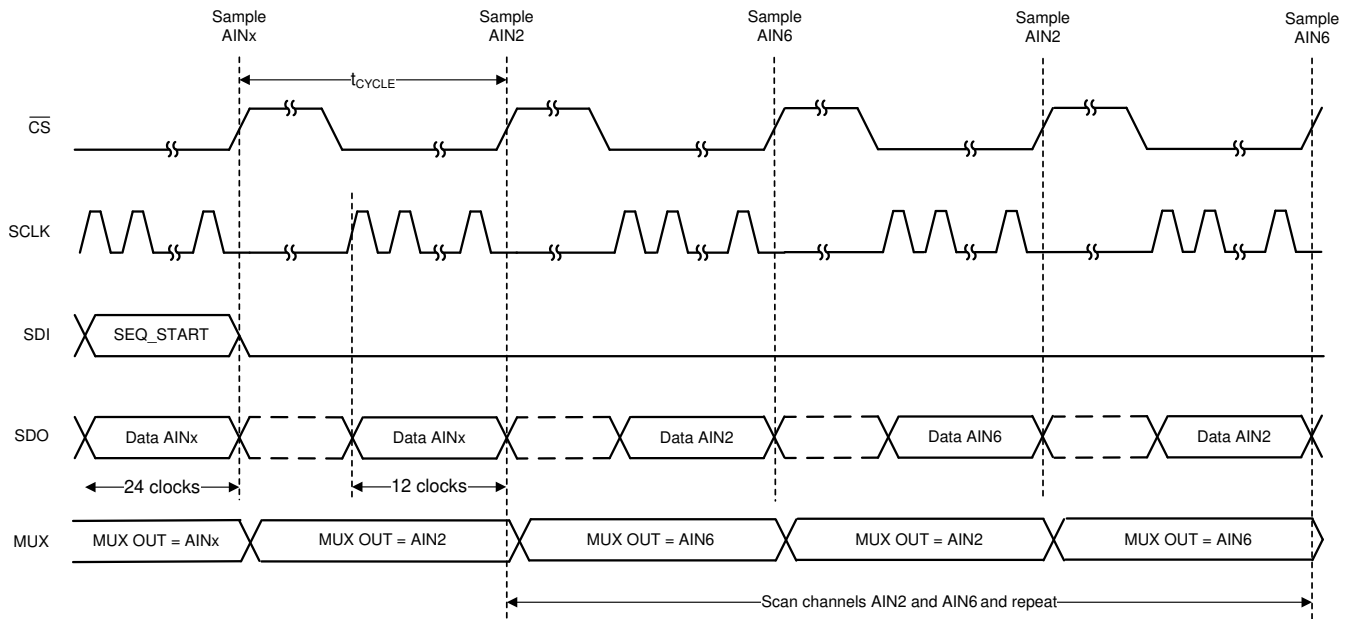 Sample
AINx
Sample
AIN2
Sample
AIN6
Sample
AIN2
Sample
AIN6
tCYCLE
CS
SCLK
SDI
SEQ_START
SDO
Data AINx
Data AINx
Data AIN2
Data AIN6
Data AIN2
24 clocks
12 clocks
MUX
MUX OUT = AINx
MUX OUT = AIN2
MUX OUT = AIN6
MUX OUT = AIN2
MUX OUT = AIN6
Scan channels AIN2 and AIN6 and repeat